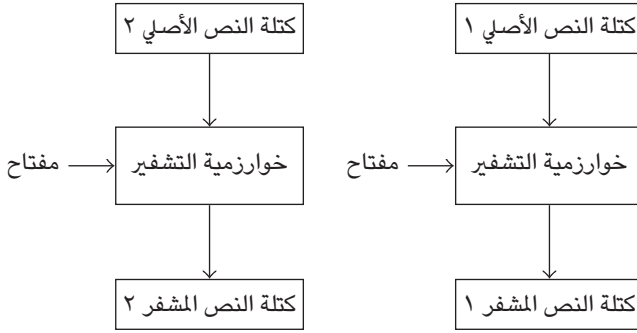 كتلة النص الأصلي ١
كتلة النص الأصلي ٢
خوارزمية التشفير
مفتاح
خوارزمية التشفير
مفتاح
كتلة النص المشفر ١
كتلة النص المشفر ٢